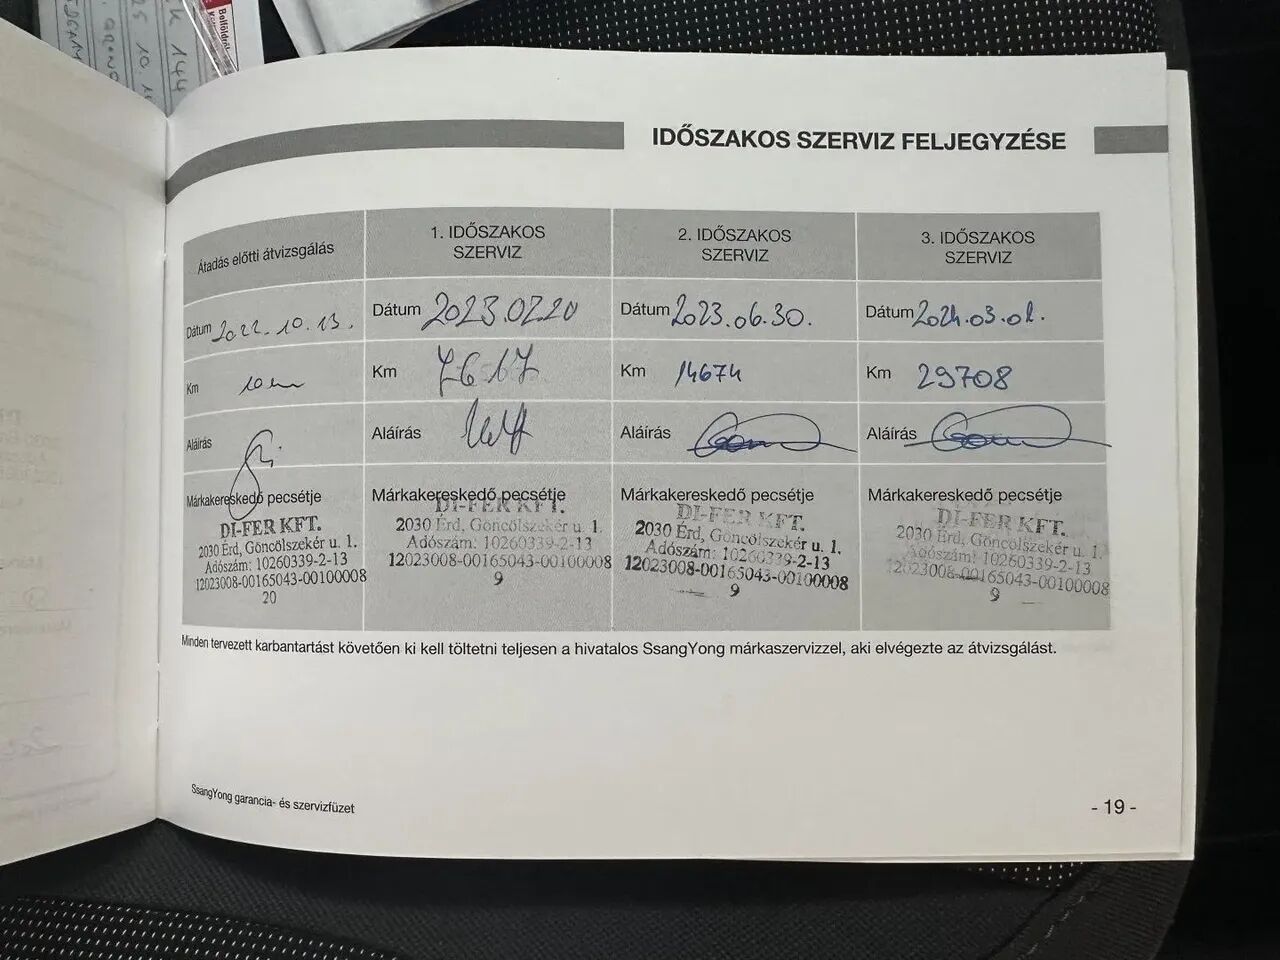 IDŐSZAKOS SZERVIZ FELJEGYZÉSE
Átadás előtti átvizsgálás
1. IDŐSZAKOS
SZERVIZ
2. IDŐSZAKOS
SZERVIZ
3. IDŐSZAKOS
SZERVIZ
Dátum 2022.10.13.
Dátum 2023.02.20
Dátum 2023.06.30.
Dátum 2024.03.01.
Km 10 km
Km 7617
Km 14674
Km 29708
Aláírás
Aláírás
Aláírás
Aláírás
Márkakereskedő pecsétje
DI-FER KFT.
2030 Érd, Göncölszekér u. 1.
Adószám: 10260339-2-13
12023008-00165043-00100008
20
Márkakereskedő pecsétje
DI-FER KFT.
2030 Érd, Göncölszekér u. 1.
Adószám: 10260339-2-13
12023008-00165043-00100008
9
Márkakereskedő pecsétje
DI-FER KFT.
2030 Érd, Göncölszekér u. 1.
Adószám: 10260339-2-13
12023008-00165043-00100008
9
Márkakereskedő pecsétje
DI-FER KFT.
2030 Érd, Göncölszekér u. 1.
Adószám: 10260339-2-13
12023008-00165043-00100008
9
Minden tervezett karbantartást követően ki kell töltetni teljesen a hivatalos SsangYong márkaszervizzel, aki elvégezte az átvizsgálást.
SsangYong garancia- és szervizfüzet
- 19 -